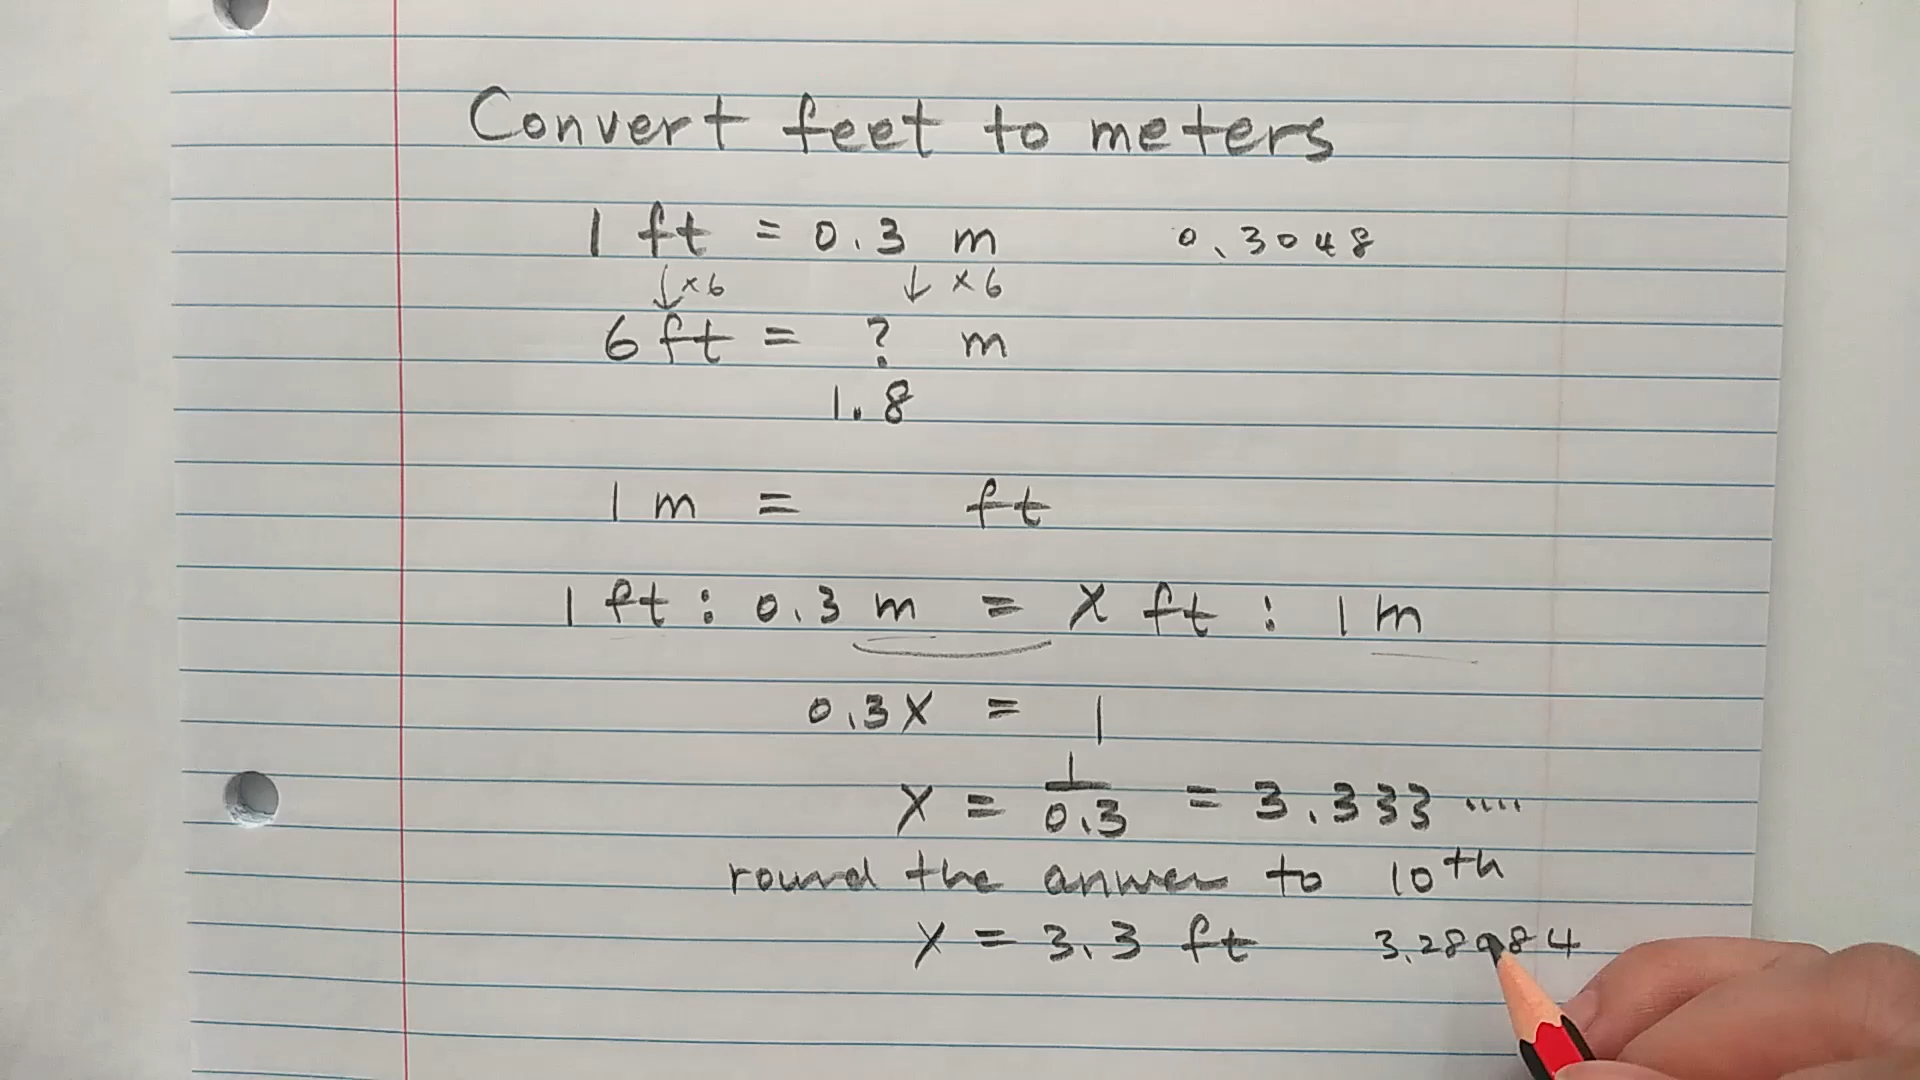 Convert feet to meters
1 ft = 0.3 m 0.3048
↓×6 ↓ ×6
6 ft = ? m
1.8
1 m = ft
1 ft : 0.3 m = x ft : 1 m
0.3x = 1
x = 1/0.3 = 3.333 ....
round the answer to 10th
x = 3.3 ft